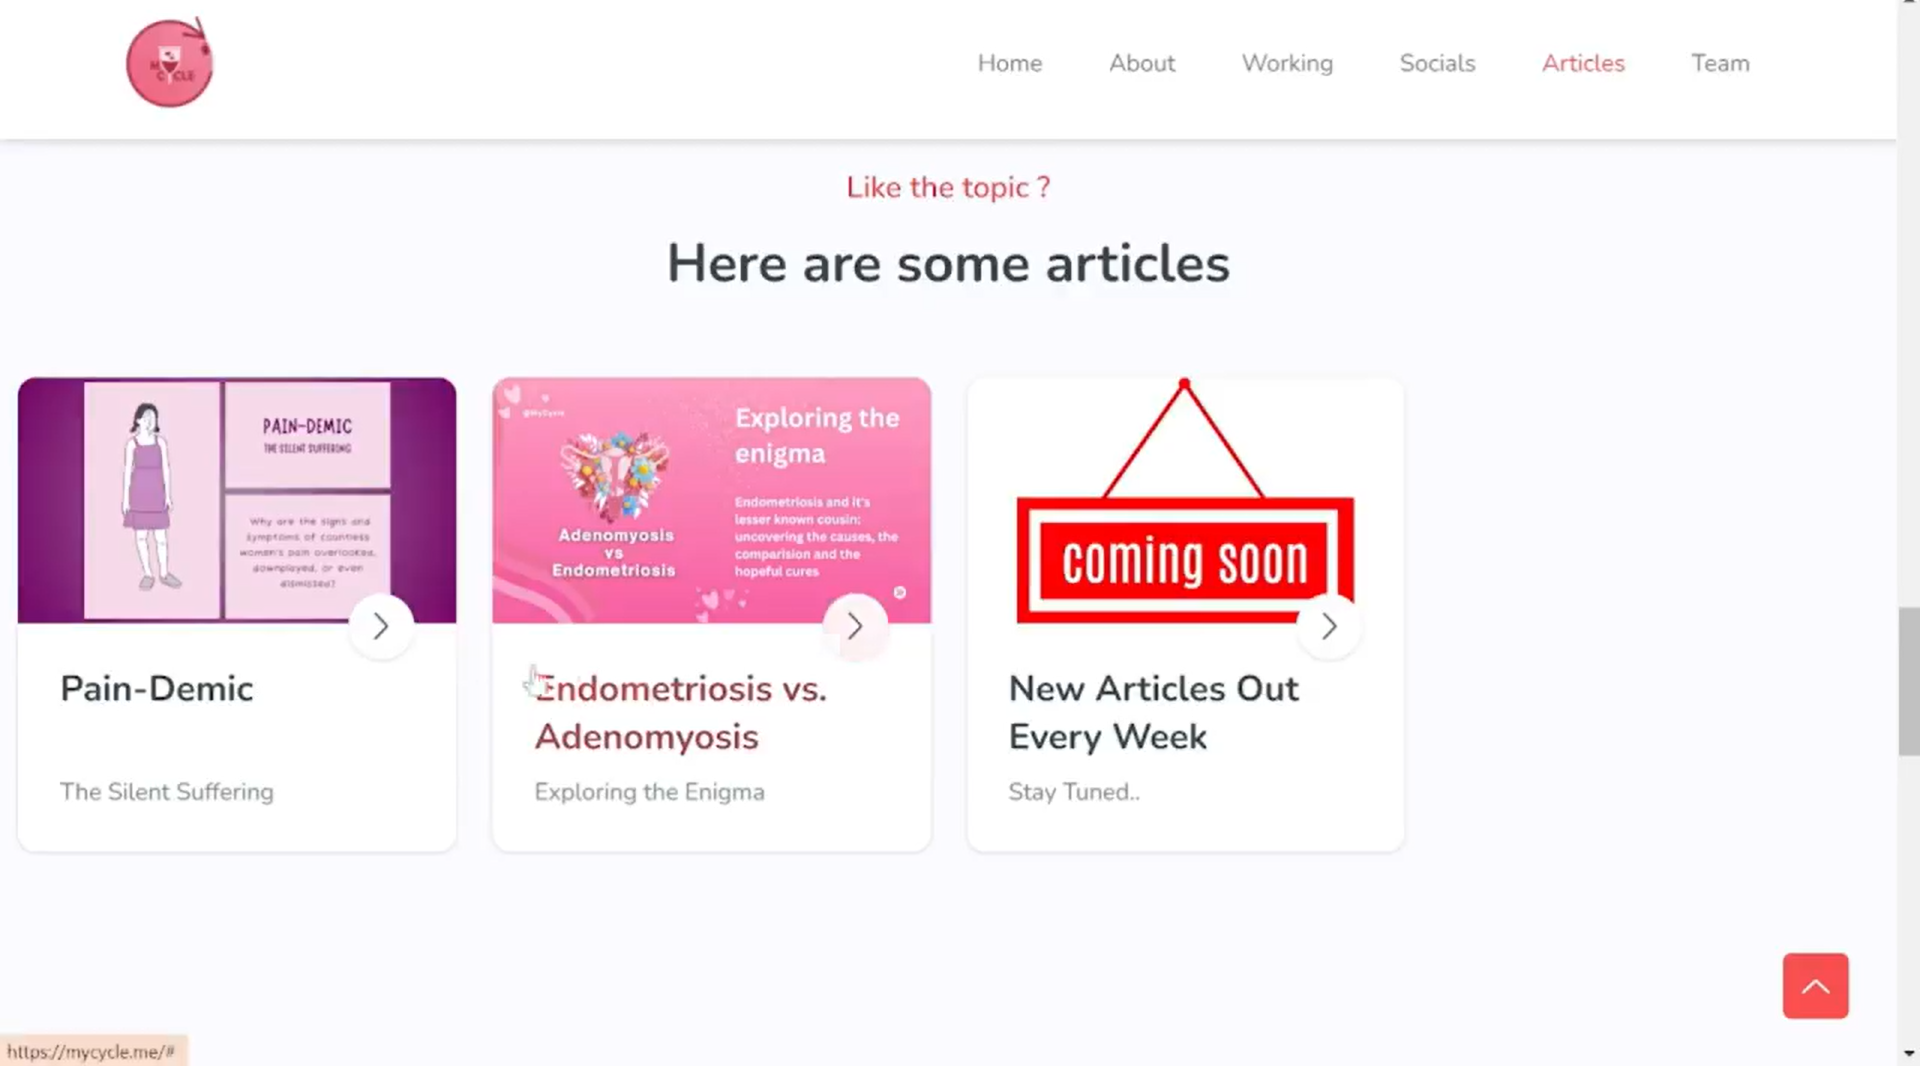 MY
CYCLE
Home
About
Working
Socials
Articles
Team
Like the topic ?
Here are some articles
PAIN-DEMIC
THE SILENT SUFFERING
Why are the signs and
symptoms of countless
women's pain overlooked,
downplayed, or even
dismissed?
Pain-Demic
The Silent Suffering
@MyCycle
Adenomyosis
vs
Endometriosis
Exploring the
enigma
Endometriosis and it's
lesser known cousin:
uncovering the causes, the
comparision and the
hopeful cures
Endometriosis vs.
Adenomyosis
Exploring the Enigma
coming soon
New Articles Out
Every Week
Stay Tuned..
https://mycycle.me/#